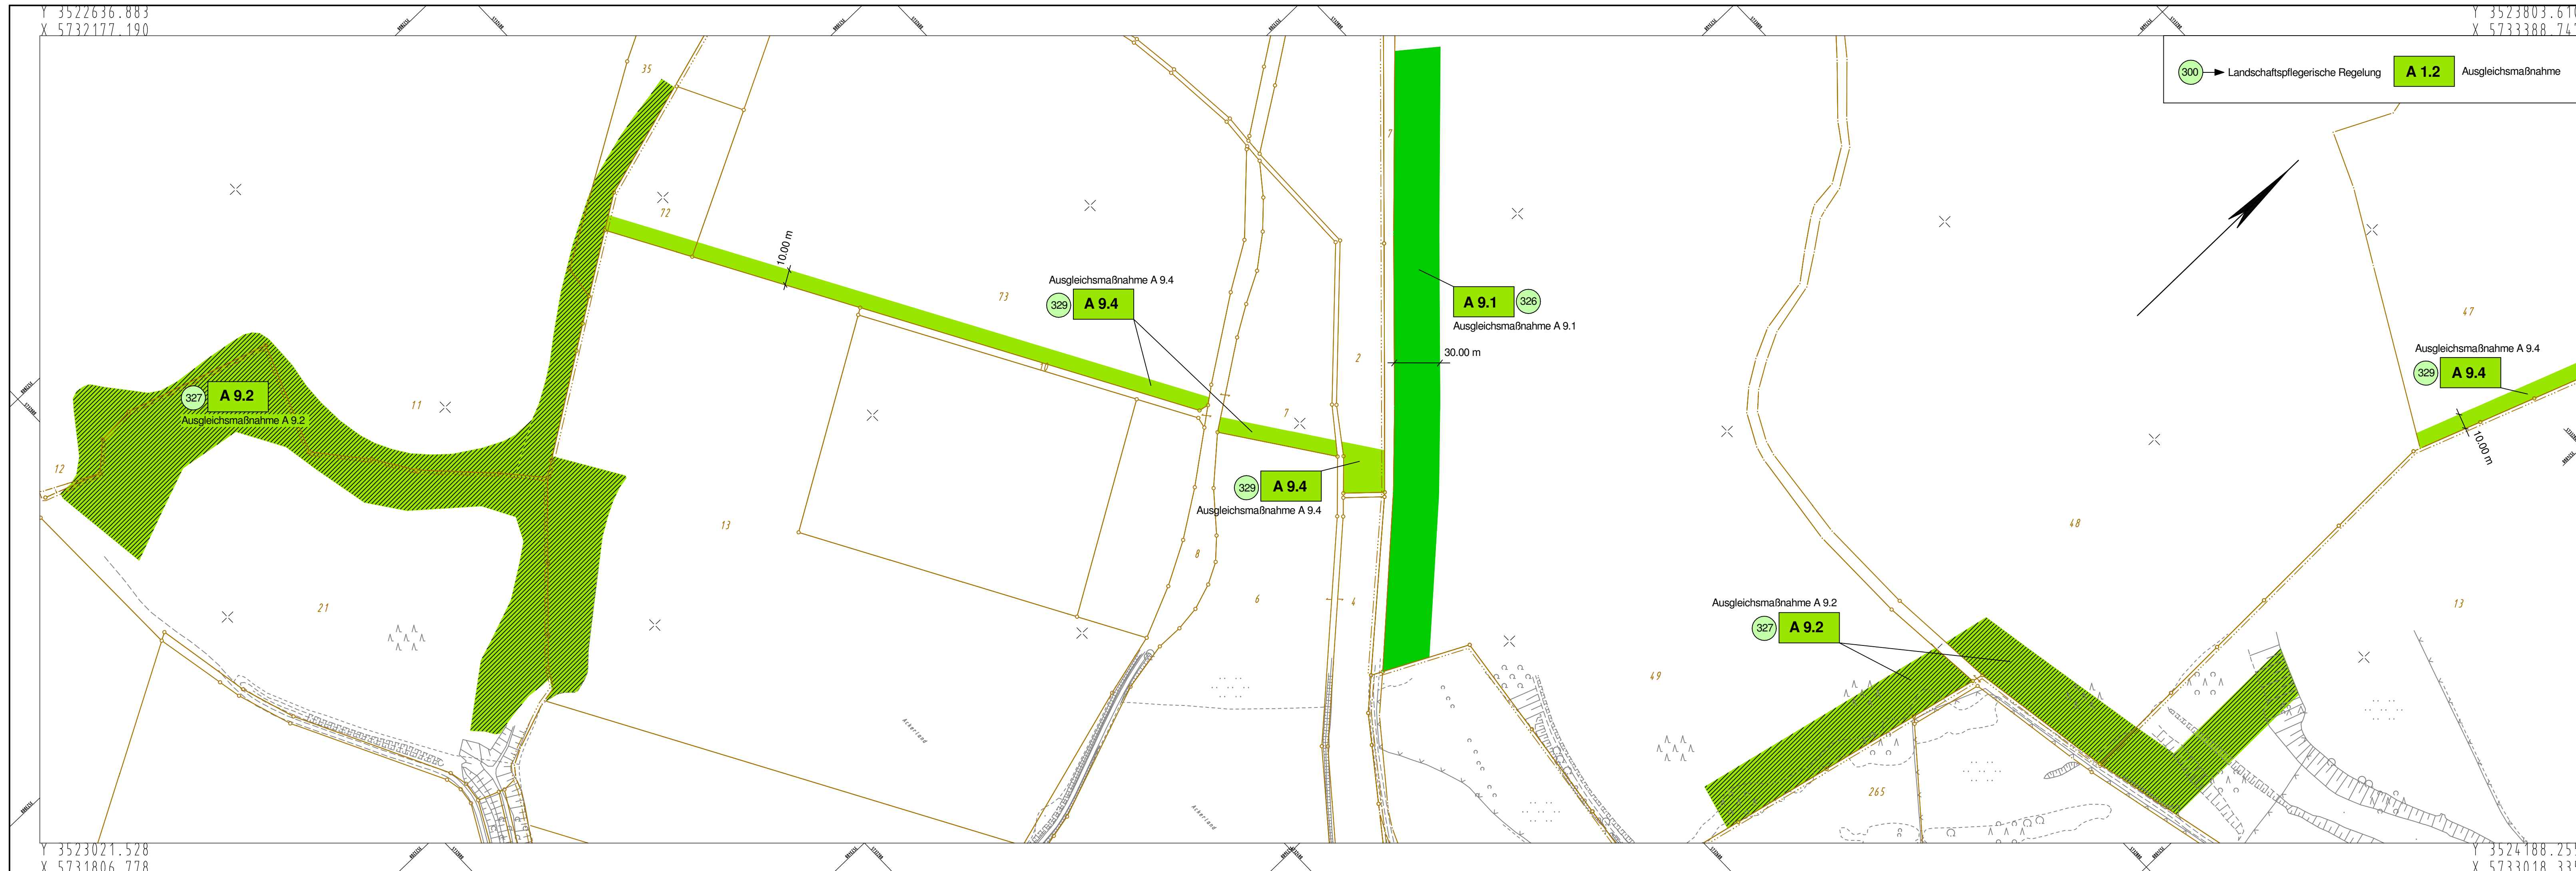 Y 3522636.883
X 5732177.190
300
Landschaftspflegerische Regelung
A 1.2
Ausgleichsmaßnahme
35
7
72
10.00 m
73
Ausgleichsmaßnahme A 9.4
329
A 9.4
A 9.1
326
Ausgleichsmaßnahme A 9.1
47
30.00 m
2
Ausgleichsmaßnahme A 9.4
329
A 9.4
10
327
A 9.2
Ausgleichsmaßnahme A 9.2
11
7
10.00 m
12
329
A 9.4
Ausgleichsmaßnahme A 9.4
13
48
8
21
6
4
Ausgleichsmaßnahme A 9.2
327
A 9.2
13
49
Ackerland
265
Ackerland
Y 3523021.528
X 5731806.778